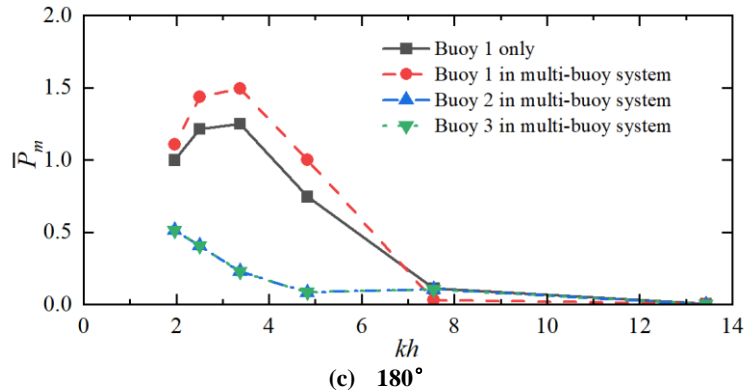 2.0
1.5
1.0
0.5
0.0
P̅m
Buoy 1 only
Buoy 1 in multi-buoy system
Buoy 2 in multi-buoy system
Buoy 3 in multi-buoy system
0 2 4 6 8 10 12 14
kh
(c) 180°